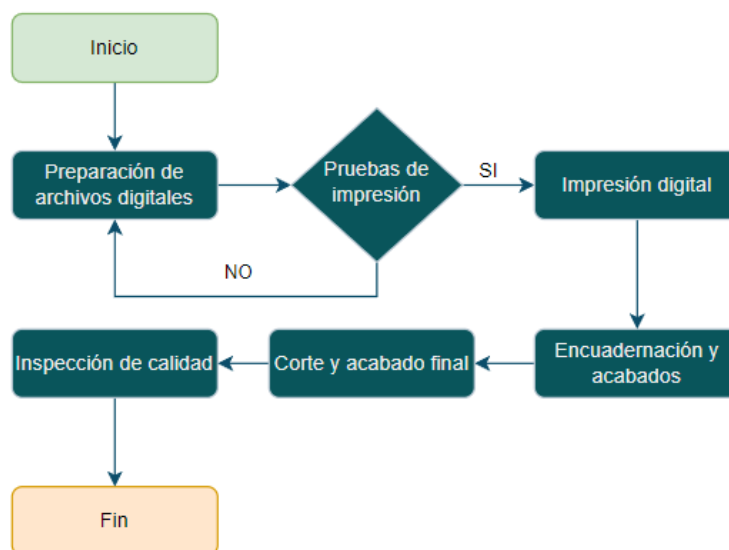 Inicio
Preparación de
archivos digitales
Pruebas de
impresión
SI
Impresión digital
NO
Inspección de calidad
Corte y acabado final
Encuadernación y
acabados
Fin